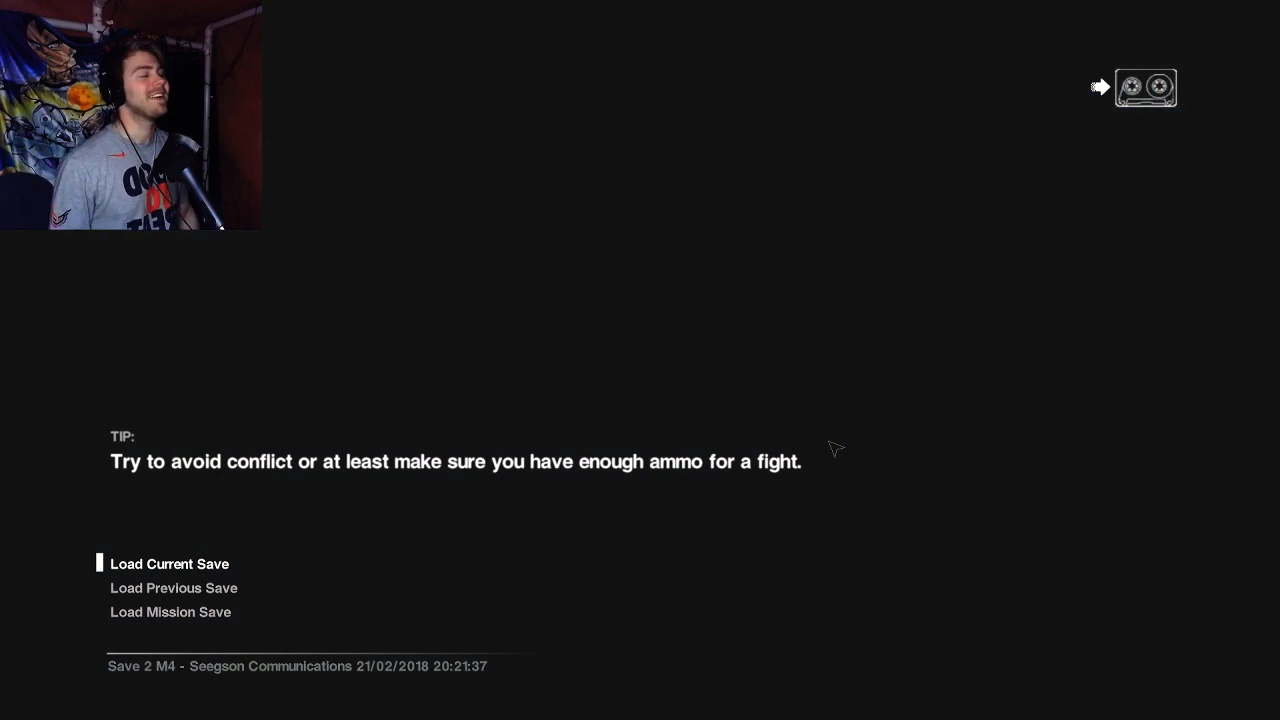 TIP:
Try to avoid conflict or at least make sure you have enough ammo for a fight.
Load Current Save
Load Previous Save
Load Mission Save
Save 2 M4 - Seegson Communications 21/02/2018 20:21:37